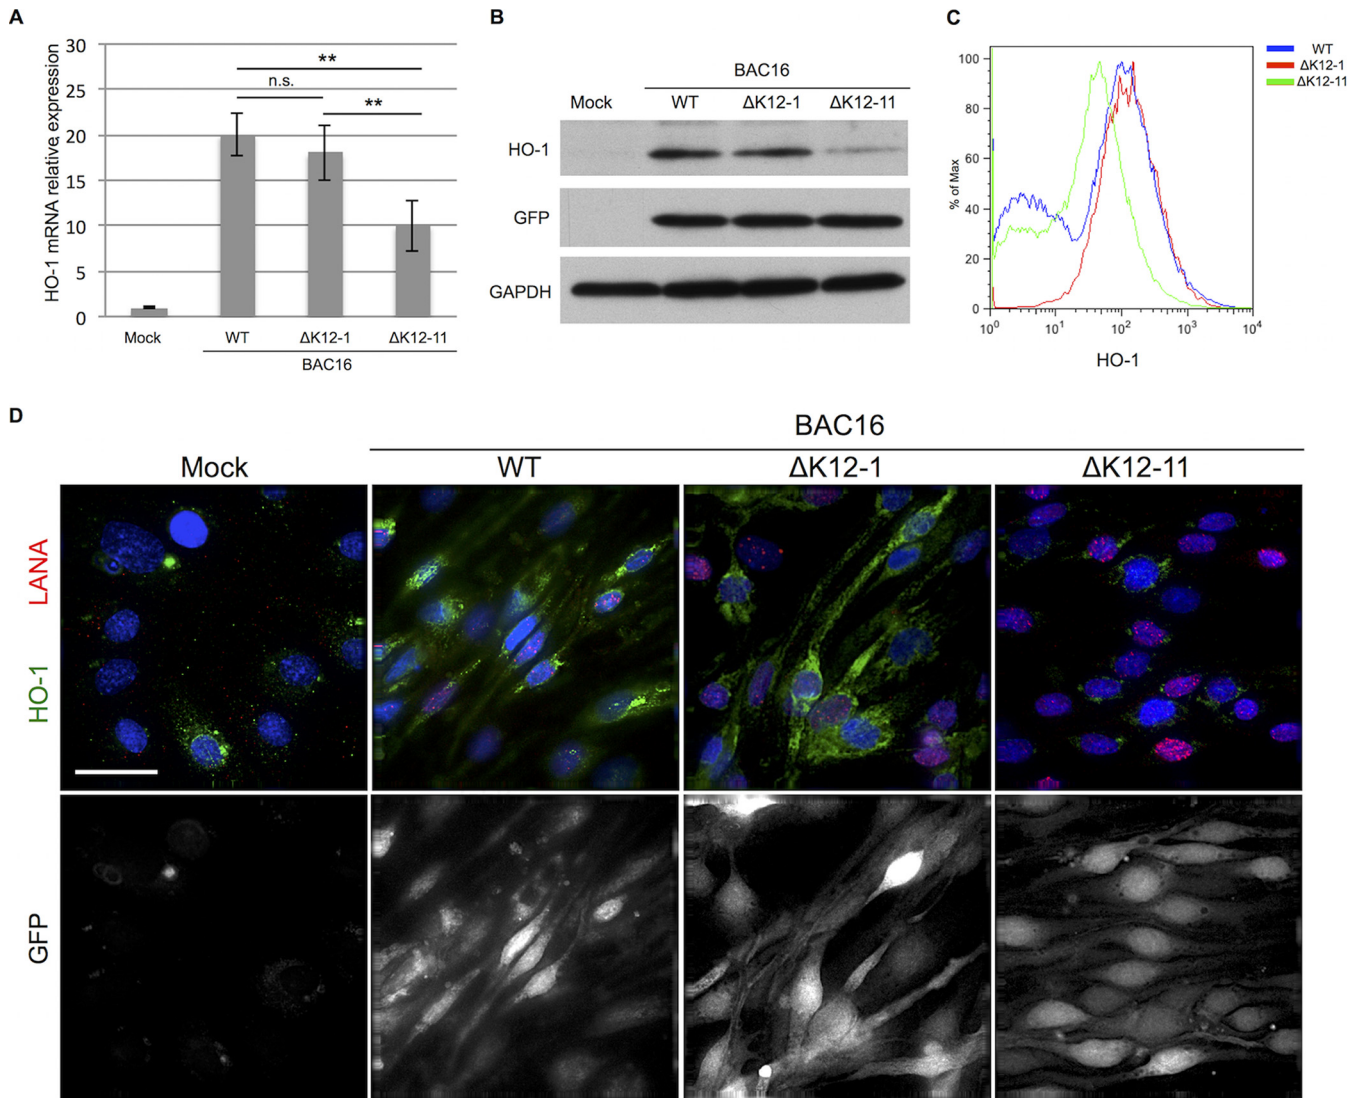 A
HO-1 mRNA relative expression
30
25
20
15
10
5
0
**
n.s.
**
Mock
WT
ΔK12-1
ΔK12-11
BAC16
B
BAC16
Mock
WT
ΔK12-1
ΔK12-11
HO-1
GFP
GAPDH
C
% of Max
100
80
60
40
20
0
10⁰
10¹
10²
10³
10⁴
HO-1
WT
ΔK12-1
ΔK12-11
D
BAC16
Mock
WT
ΔK12-1
ΔK12-11
HO-1 LANA
GFP